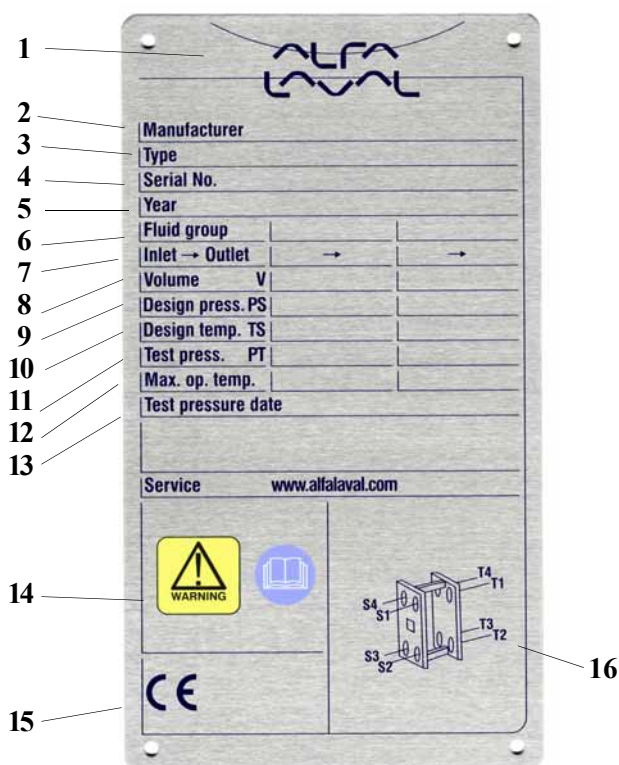 1
ALFA
LAVAL
2 Manufacturer
3 Type
4 Serial No.
5 Year
6 Fluid group
7 Inlet → Outlet → →
8 Volume V
9 Design press. PS
10 Design temp. TS
11 Test press. PT
12 Max. op. temp.
13 Test pressure date
Service www.alfalaval.com
14
WARNING
T4
T1
S4
S1
T3
T2
S3
S2
16
15
CE